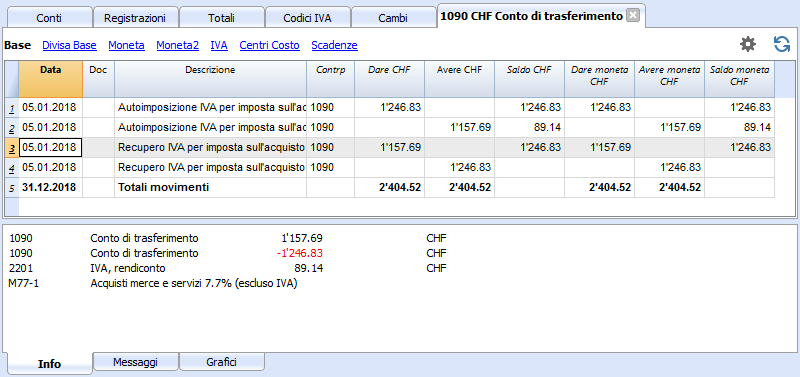 Conti Registrazioni Totali Codici IVA Cambi 1090 CHF Conto di trasferimento
Base Divisa Base Moneta Moneta2 IVA Centri Costo Scadenze
Data Doc Descrizione Contrp Dare CHF Avere CHF Saldo CHF Dare moneta CHF Avere moneta CHF Saldo moneta CHF
1 05.01.2018 Autoimposizione IVA per imposta sull'ac 1090 1'246.83 1'246.83 1'246.83 1'246.83
2 05.01.2018 Autoimposizione IVA per imposta sull'ac 1090 1'157.69 89.14 1'157.69 89.14
3 05.01.2018 Recupero IVA per imposta sull'acquisto 1090 1'157.69 1'246.83 1'157.69 1'246.83
4 05.01.2018 Recupero IVA per imposta sull'acquisto 1090 1'246.83 1'246.83
5 31.12.2018 Totali movimenti 2'404.52 2'404.52 2'404.52 2'404.52
1090 Conto di trasferimento 1'157.69 CHF
1090 Conto di trasferimento -1'246.83 CHF
2201 IVA, rendiconto 89.14 CHF
M77-1 Acquisti merce e servizi 7.7% (escluso IVA)
Info Messaggi Grafici